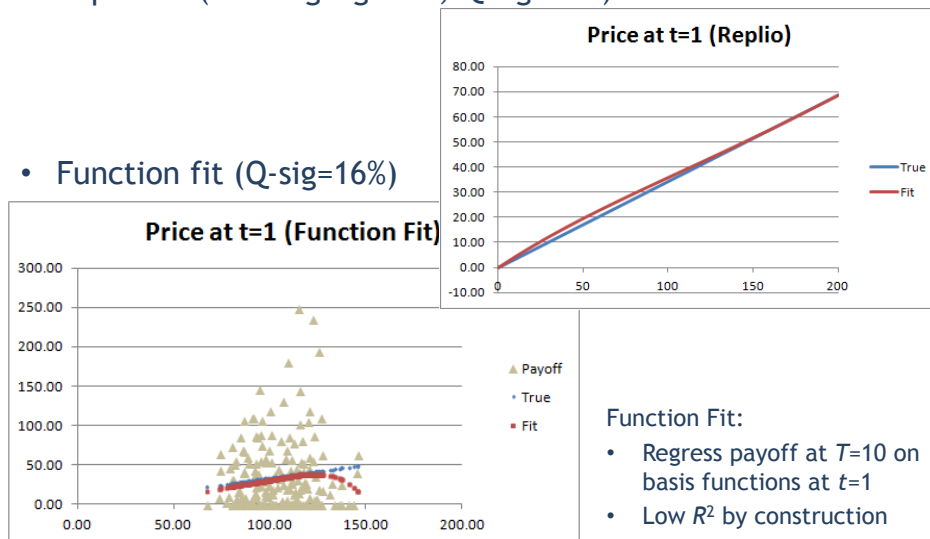 Price at t=1 (Replio)
80.00
70.00
60.00
50.00
40.00
30.00
20.00
10.00
0.00
-10.00
0
50
100
150
200
True
Fit
• Function fit (Q-sig=16%)
Price at t=1 (Function Fit)
300.00
250.00
200.00
150.00
100.00
50.00
0.00
0.00
50.00
100.00
150.00
200.00
Payoff
True
Fit
Function Fit:
• Regress payoff at T=10 on
basis functions at t=1
• Low R² by construction